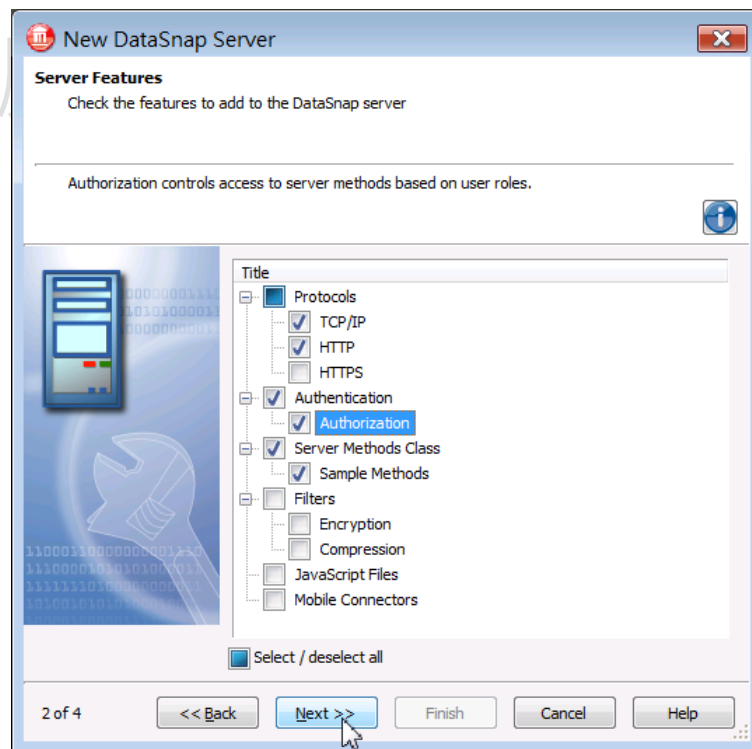 New DataSnap Server
Server Features
Check the features to add to the DataSnap server
Authorization controls access to server methods based on user roles.
Title
Protocols
TCP/IP
HTTP
HTTPS
Authentication
Authorization
Server Methods Class
Sample Methods
Filters
Encryption
Compression
JavaScript Files
Mobile Connectors
Select / deselect all
2 of 4
<< Back
Next >>
Finish
Cancel
Help